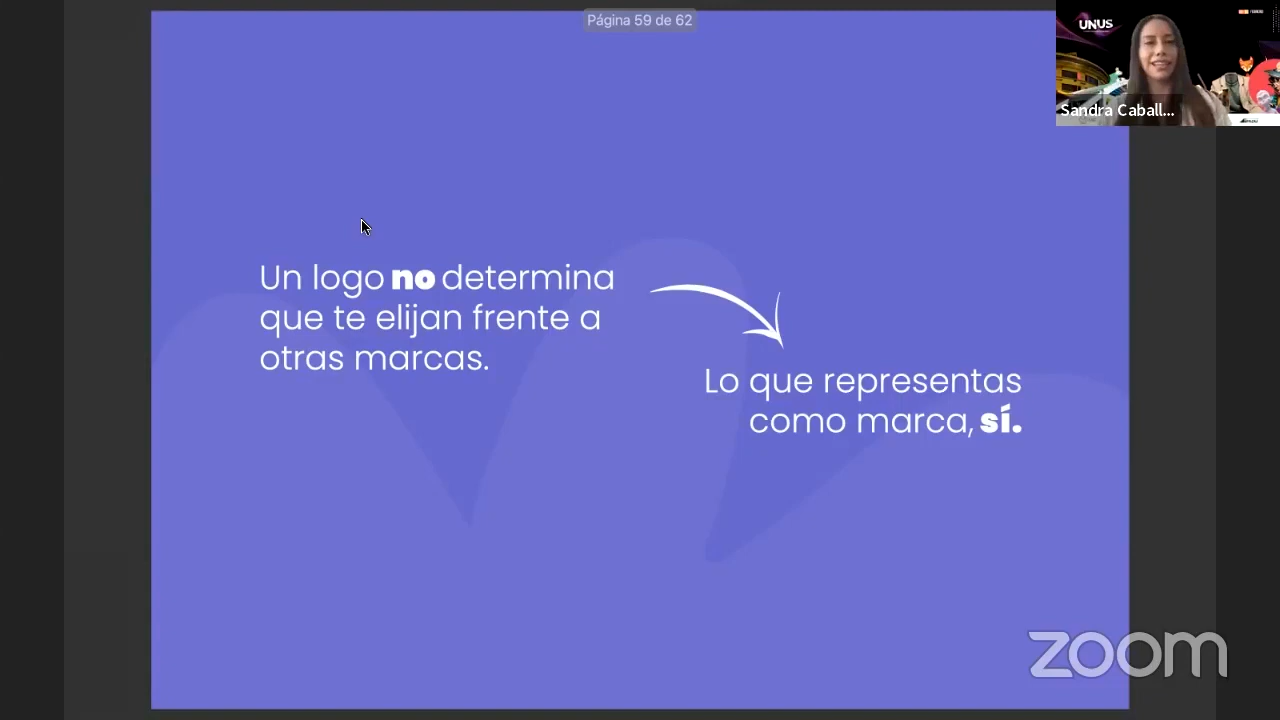 Página 59 de 62
UNUS
Sandra Caball...
Un logo no determina
que te elijan frente a
otras marcas.
Lo que representas
como marca, sí.
zoom